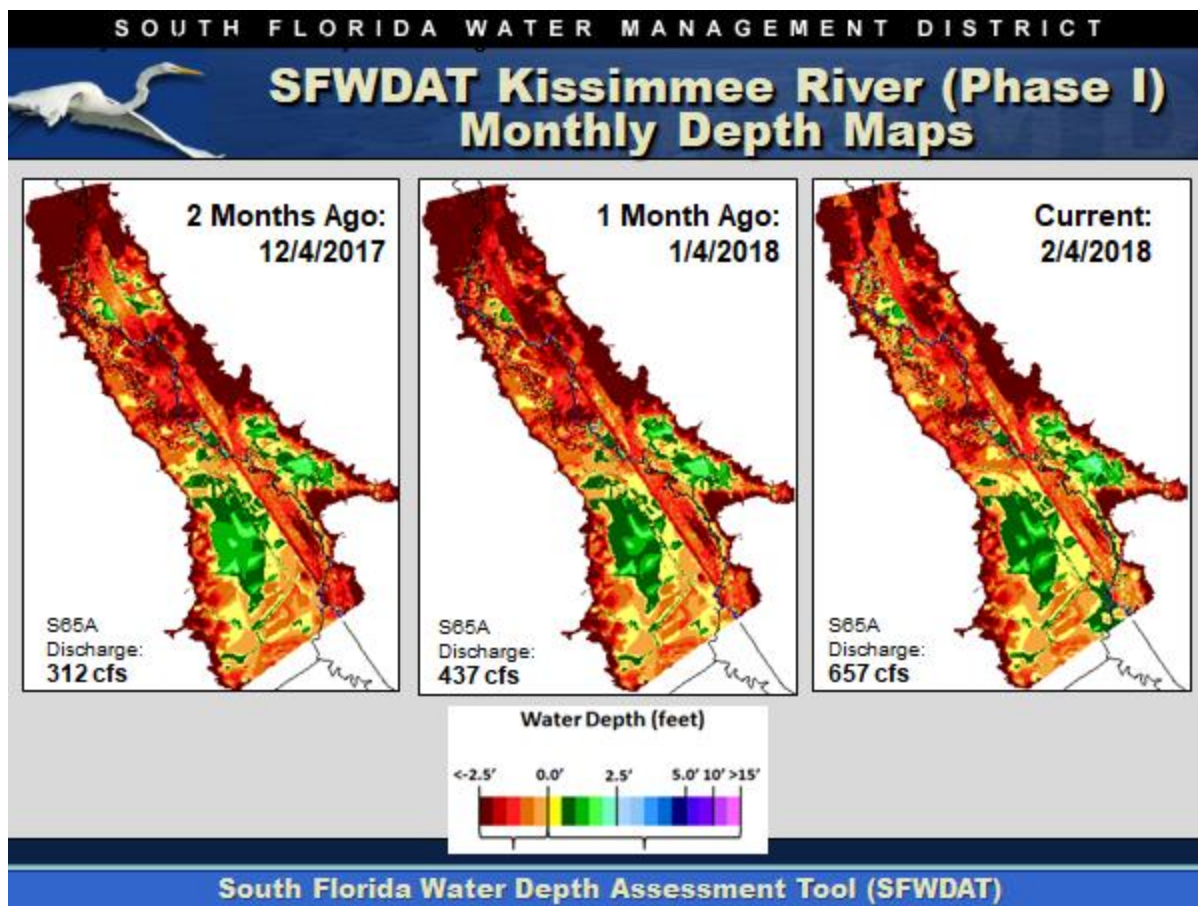 SOUTH FLORIDA WATER MANAGEMENT DISTRICT
SFWDAT Kissimmee River (Phase I)
Monthly Depth Maps
2 Months Ago:
12/4/2017
S65A
Discharge:
312 cfs
1 Month Ago:
1/4/2018
S65A
Discharge:
437 cfs
Current:
2/4/2018
S65A
Discharge:
657 cfs
Water Depth (feet)
<-2.5' 0.0' 2.5' 5.0' 10' >15'
South Florida Water Depth Assessment Tool (SFWDAT)